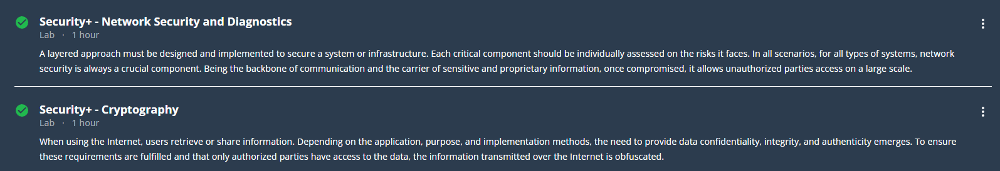 Security+ - Network Security and Diagnostics
Lab · 1 hour
A layered approach must be designed and implemented to secure a system or infrastructure. Each critical component should be individually assessed on the risks it faces. In all scenarios, for all types of systems, network
security is always a crucial component. Being the backbone of communication and the carrier of sensitive and proprietary information, once compromised, it allows unauthorized parties access on a large scale.
Security+ - Cryptography
Lab · 1 hour
When using the Internet, users retrieve or share information. Depending on the application, purpose, and implementation methods, the need to provide data confidentiality, integrity, and authenticity emerges. To ensure
these requirements are fulfilled and that only authorized parties have access to the data, the information transmitted over the Internet is obfuscated.